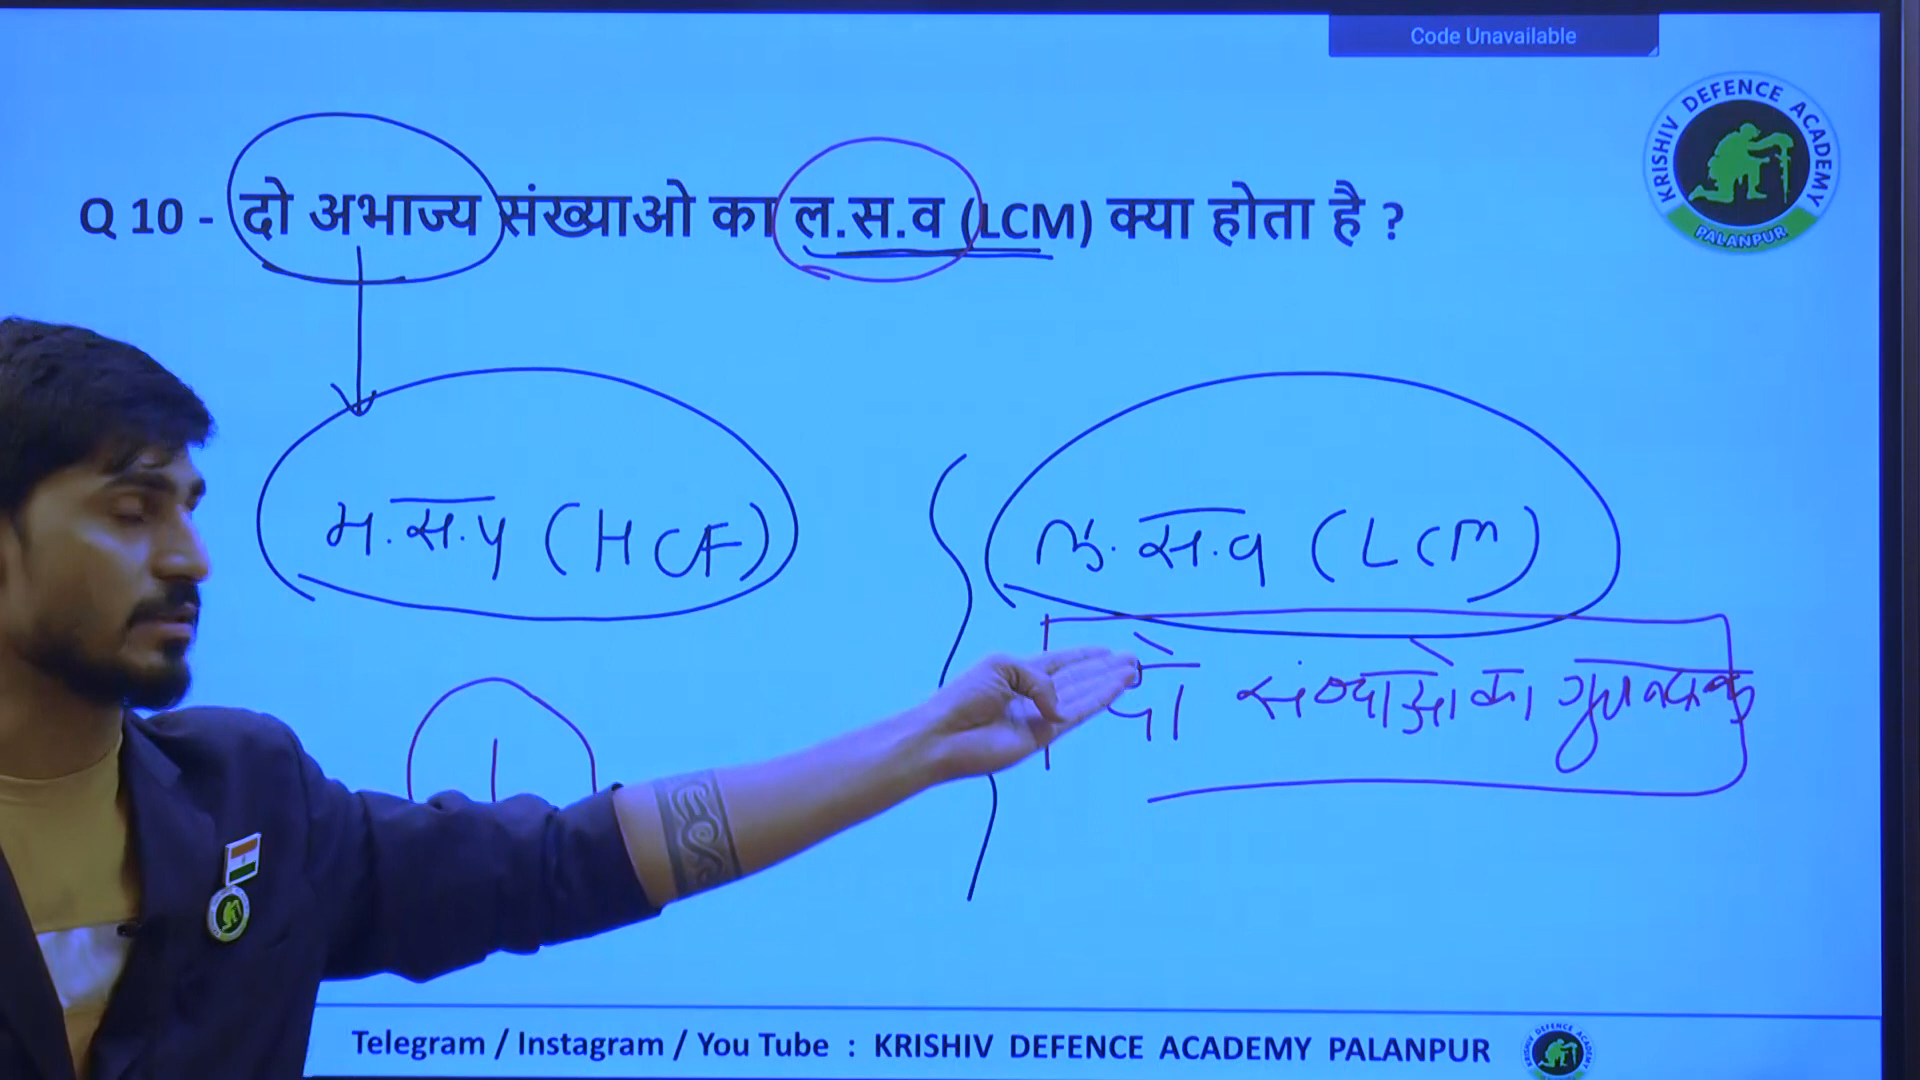 Code Unavailable
KRISHIV DEFENCE ACADEMY
PALANPUR
Q 10 - दो अभाज्य संख्याओ का ल.स.व (LCM) क्या होता है ?
म.स.प (HCF)
ल.स.व (LCM)
दो संख्याओ का
1
Telegram / Instagram / You Tube : KRISHIV DEFENCE ACADEMY PALANPUR